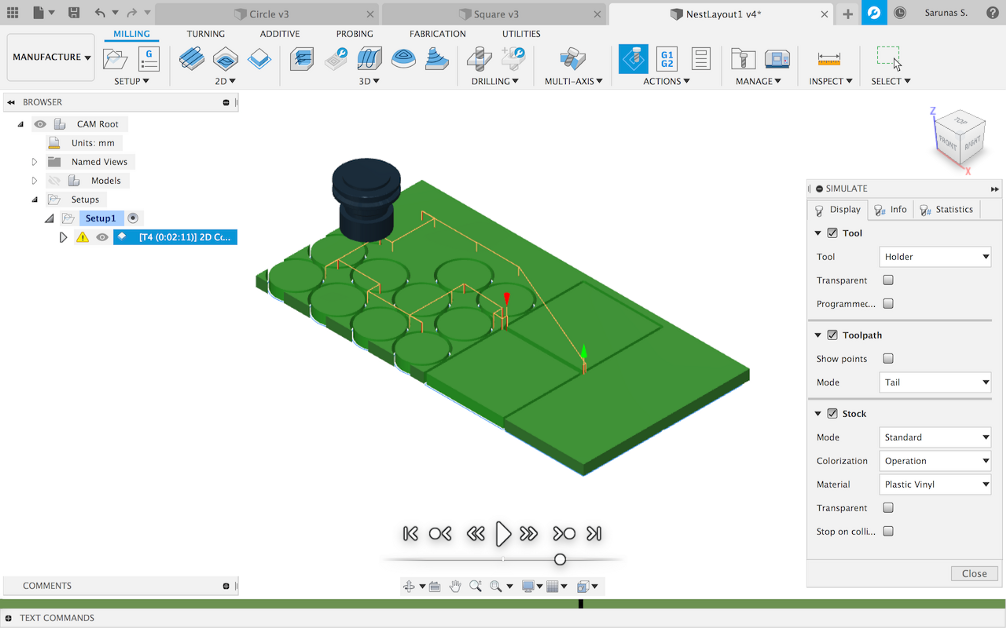 Circle v3
Square v3
NestLayout1 v4*
Sarunas S.
MILLING
TURNING
ADDITIVE
PROBING
FABRICATION
UTILITIES
MANUFACTURE
G
G1
G2
SETUP
2D
3D
DRILLING
MULTI-AXIS
ACTIONS
MANAGE
INSPECT
SELECT
BROWSER
CAM Root
Units: mm
Named Views
Models
Setups
Setup1
[T4 (0:02:11)] 2D C...
Z
TOP
FRONT
RIGHT
X
SIMULATE
Display
Info
Statistics
Tool
Tool
Holder
Transparent
Programmec...
Toolpath
Show points
Mode
Tail
Stock
Mode
Standard
Colorization
Operation
Material
Plastic Vinyl
Transparent
Stop on colli...
Close
COMMENTS
TEXT COMMANDS